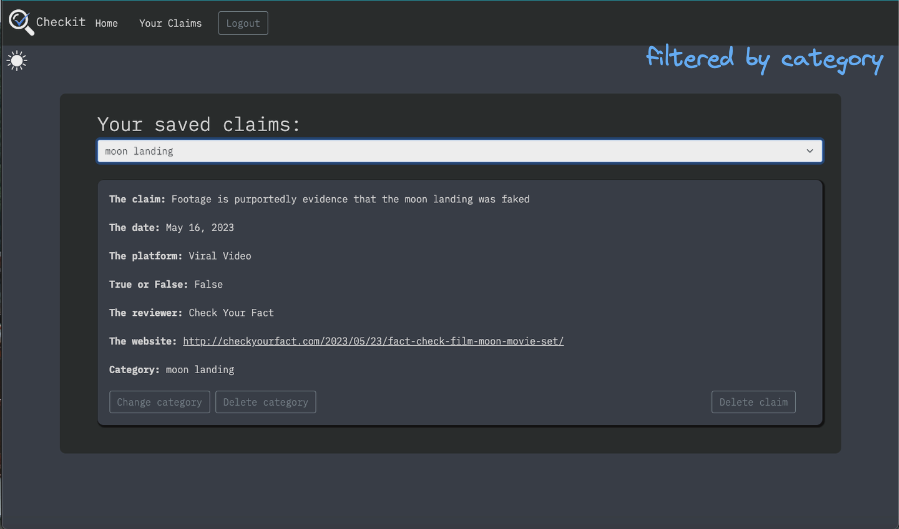 Checkit Home Your Claims Logout
filtered by category
Your saved claims:
moon landing
The claim: Footage is purportedly evidence that the moon landing was faked
The date: May 16, 2023
The platform: Viral Video
True or False: False
The reviewer: Check Your Fact
The website: http://checkyourfact.com/2023/05/23/fact-check-film-moon-movie-set/
Category: moon landing
Change category Delete category Delete claim